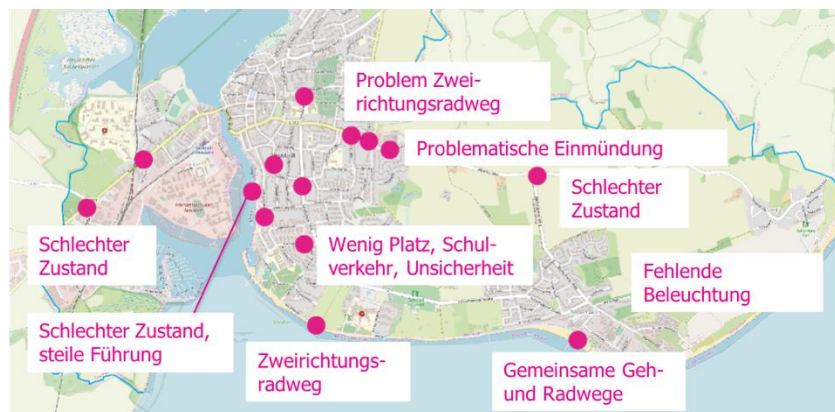 Problem Zwei-
richtungsradweg
Problematische Einmündung
Schlechter
Zustand
Schlechter
Zustand
Wenig Platz, Schul-
verkehr, Unsicherheit
Fehlende
Beleuchtung
Schlechter Zustand,
steile Führung
Zweirichtungs-
radweg
Gemeinsame Geh-
und Radwege